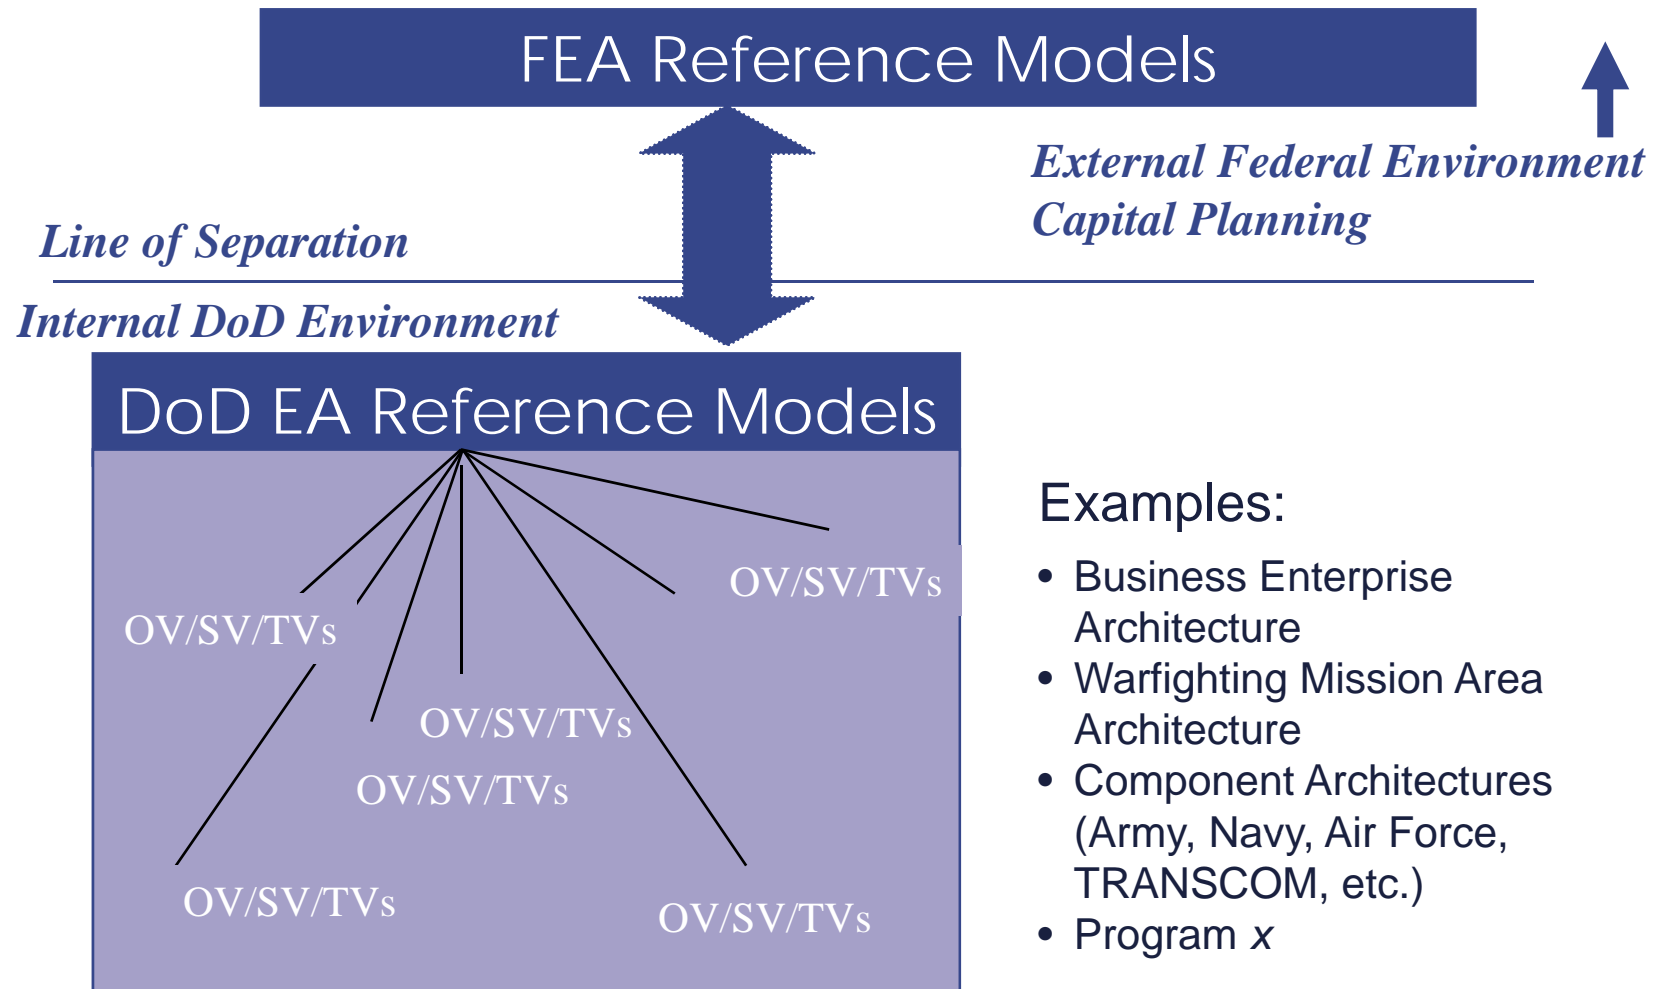 FEA Reference Models
External Federal Environment
Capital Planning
Line of Separation
Internal DoD Environment
DoD EA Reference Models
OV/SV/TVs
OV/SV/TVs
OV/SV/TVs
OV/SV/TVs
OV/SV/TVs
OV/SV/TVs
Examples:
• Business Enterprise
Architecture
• Warfighting Mission Area
Architecture
• Component Architectures
(Army, Navy, Air Force,
TRANSCOM, etc.)
• Program x